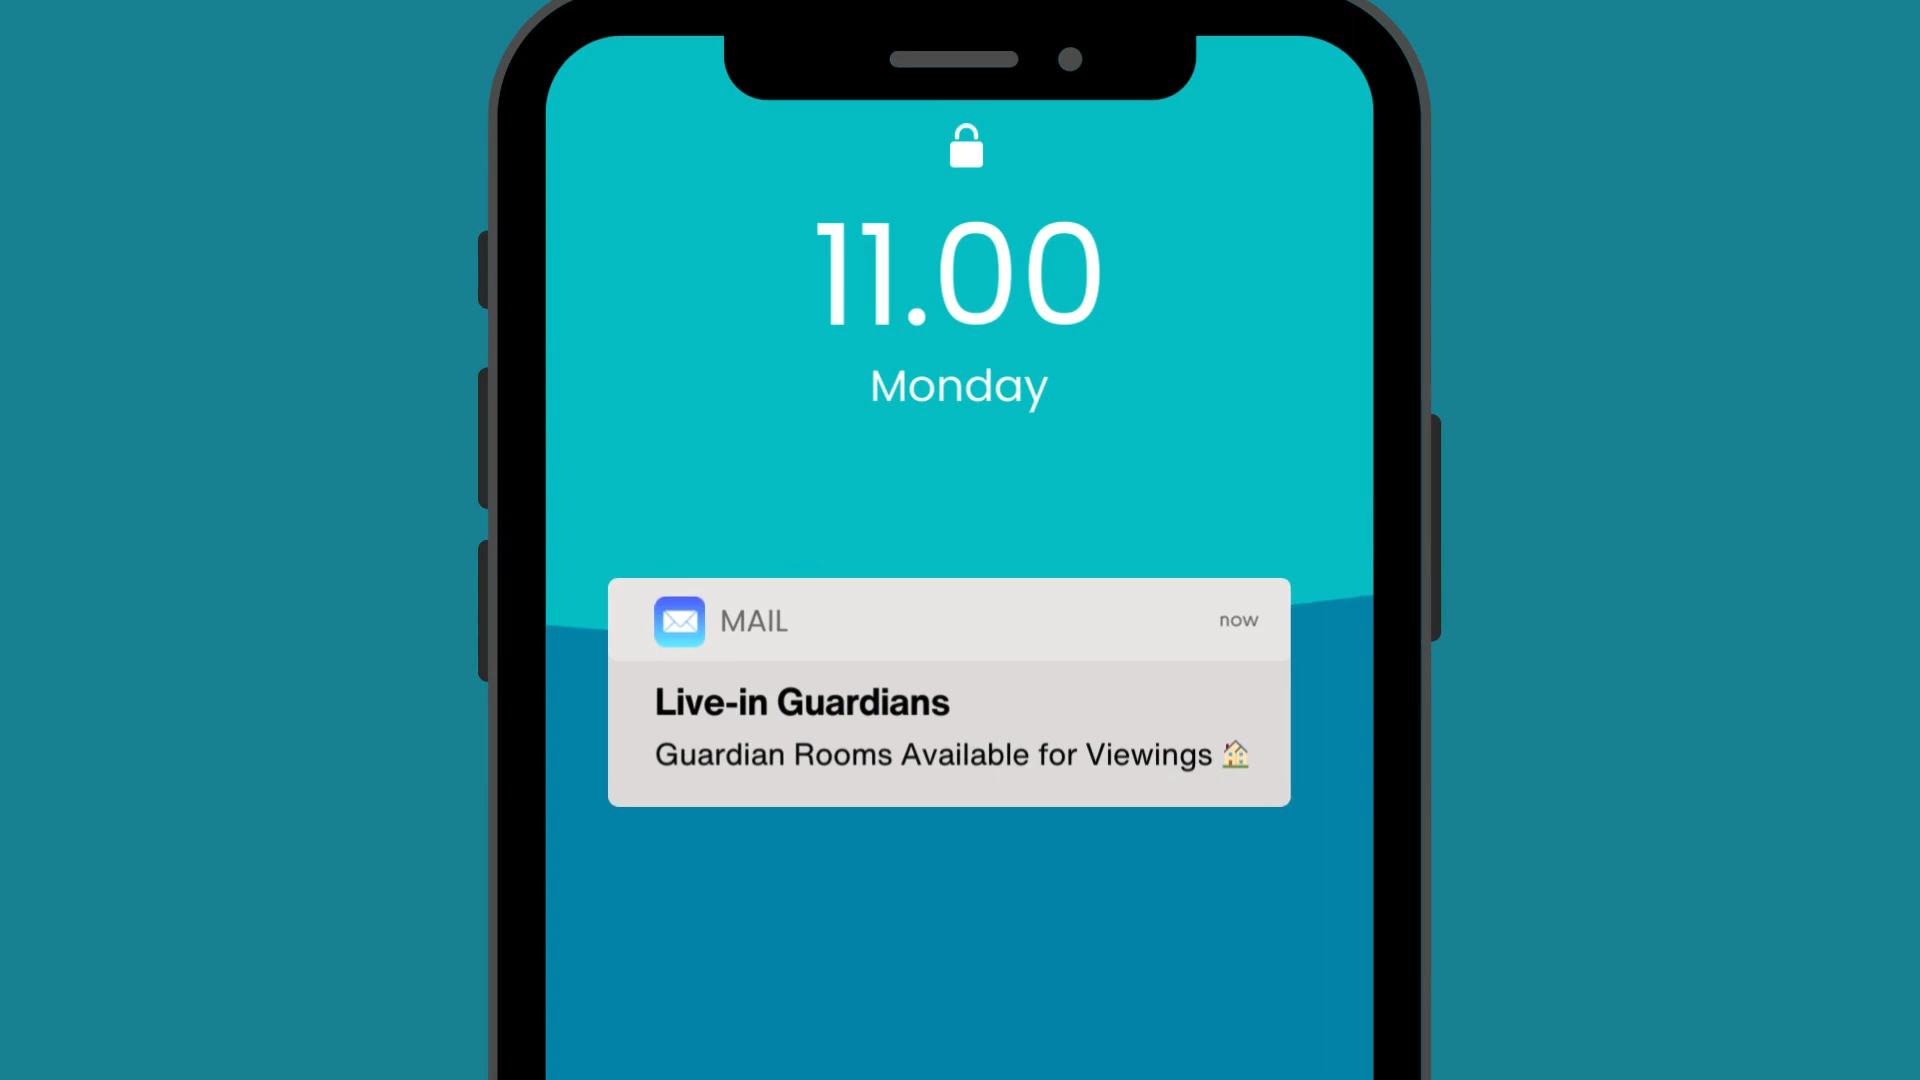 11.00
Monday
MAIL now
Live-in Guardians
Guardian Rooms Available for Viewings 🏠